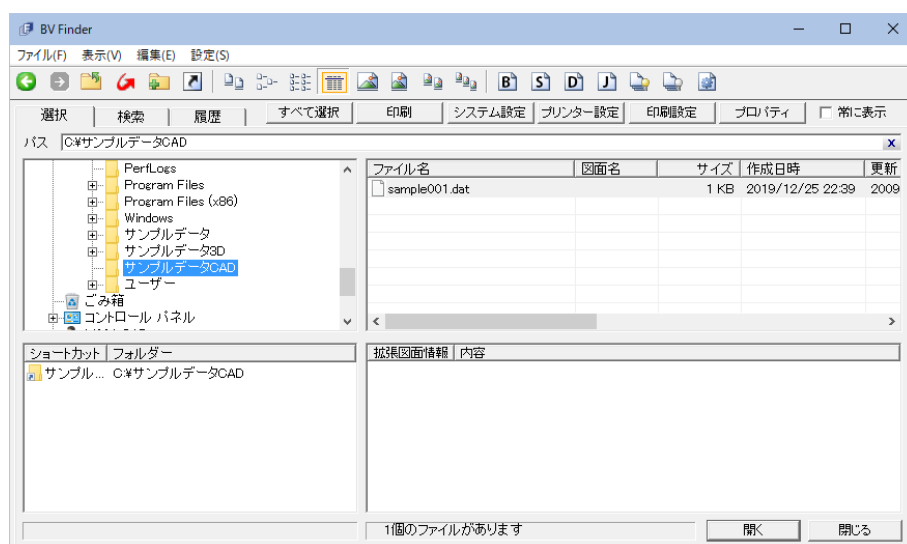 BV Finder
ファイル(F) 表示(V) 編集(E) 設定(S)
B S D J
選択 検索 履歴 すべて選択 印刷 システム設定 プリンター設定 印刷設定 プロパティ 常に表示
パス C:¥サンプルデータCAD x
PerfLogs
Program Files
Program Files (x86)
Windows
サンプルデータ
サンプルデータ3D
サンプルデータCAD
ユーザー
ごみ箱
コントロール パネル
ファイル名 図面名 サイズ 作成日時 更新
sample001.dat 1 KB 2019/12/25 22:39 2009
ショートカット フォルダー
サンプル... C:¥サンプルデータCAD
拡張図面情報 内容
1個のファイルがあります 開く 閉じる